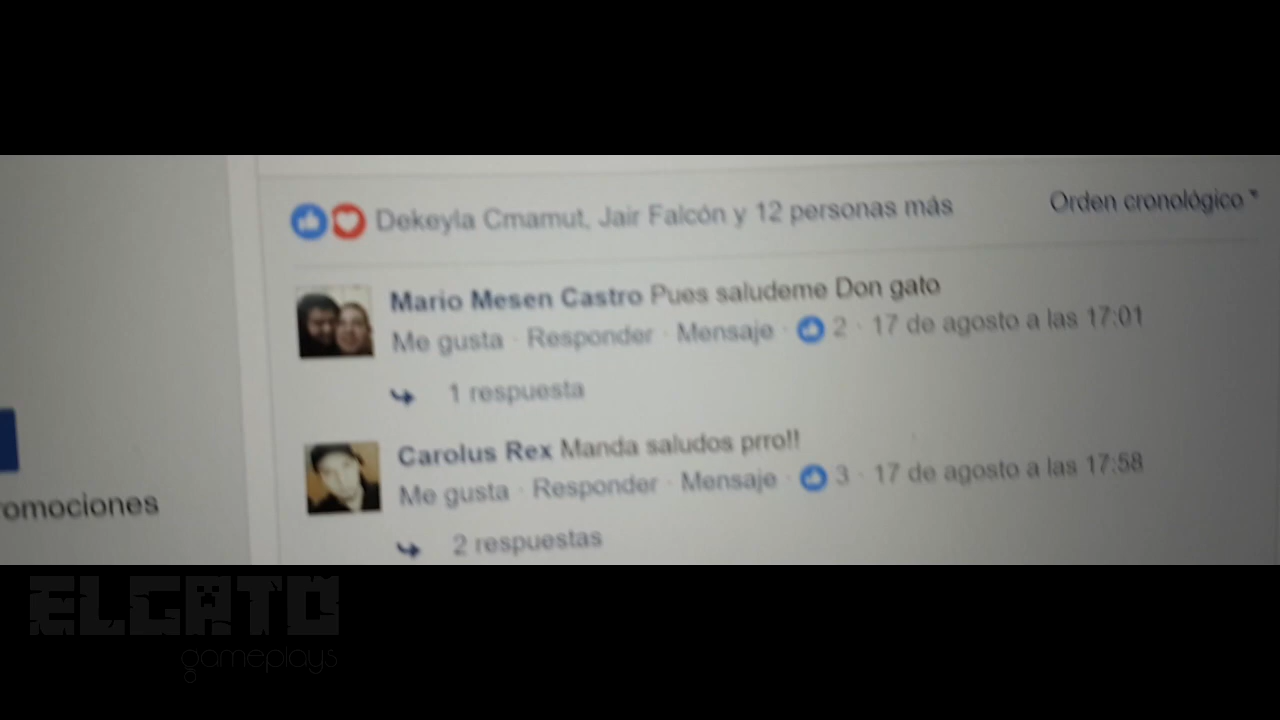 Dekeyla Cmamut, Jair Falcón y 12 personas más
Orden cronológico
Mario Mesen Castro Pues saludeme Don gato
Me gusta · Responder · Mensaje · 2 · 17 de agosto a las 17:01
1 respuesta
Carolus Rex Manda saludos prro!!
Me gusta · Responder · Mensaje · 3 · 17 de agosto a las 17:58
omociones
2 respuestas
ELGATO
gameplays